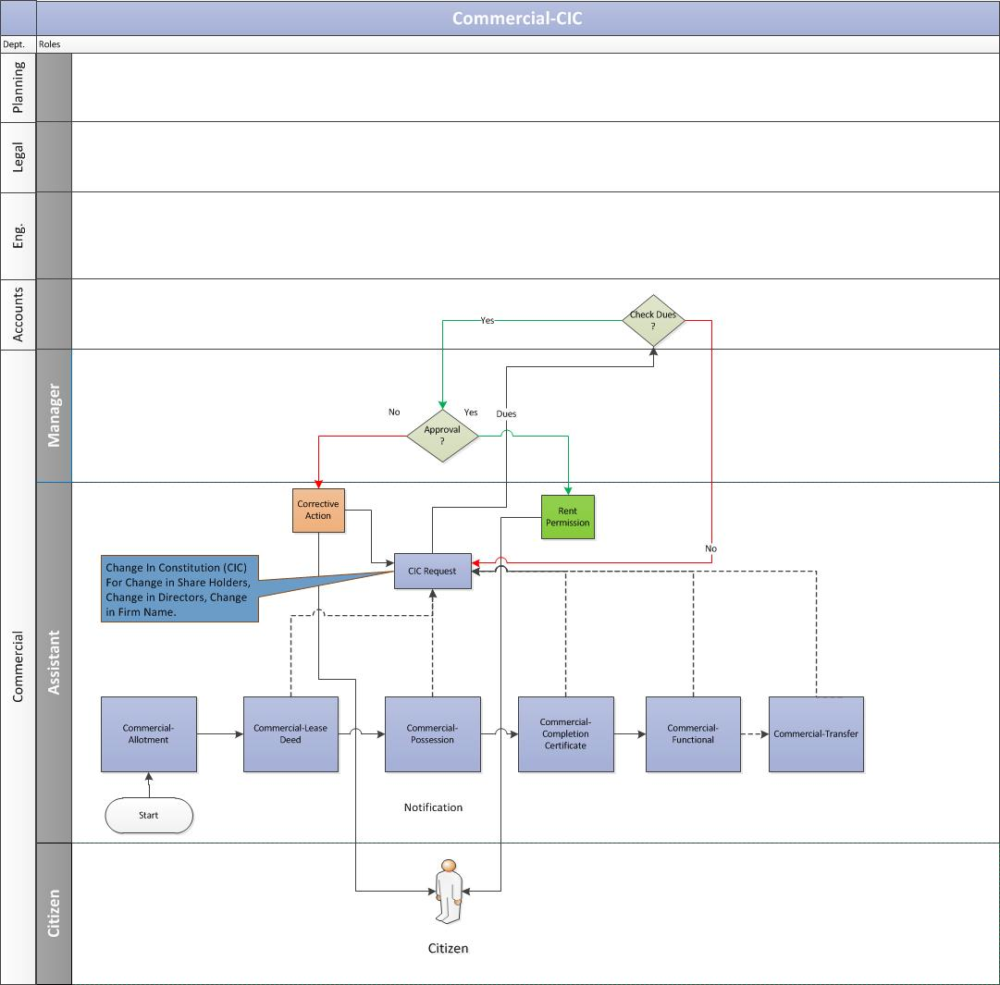 Commercial-CIC
Dept.
Roles
Planning
Legal
Eng.
Accounts
Check Dues
?
Yes
Manager
No
Yes
Dues
Approval
?
Corrective
Action
Rent
Permission
No
Change In Constitution (CIC)
For Change in Share Holders,
Change in Directors, Change
in Firm Name.
CIC Request
Commercial
Assistant
Commercial-
Allotment
Commercial-Lease
Deed
Commercial-
Possession
Commercial-
Completion
Certificate
Commercial-
Functional
Commercial-Transfer
Start
Notification
Citizen
Citizen